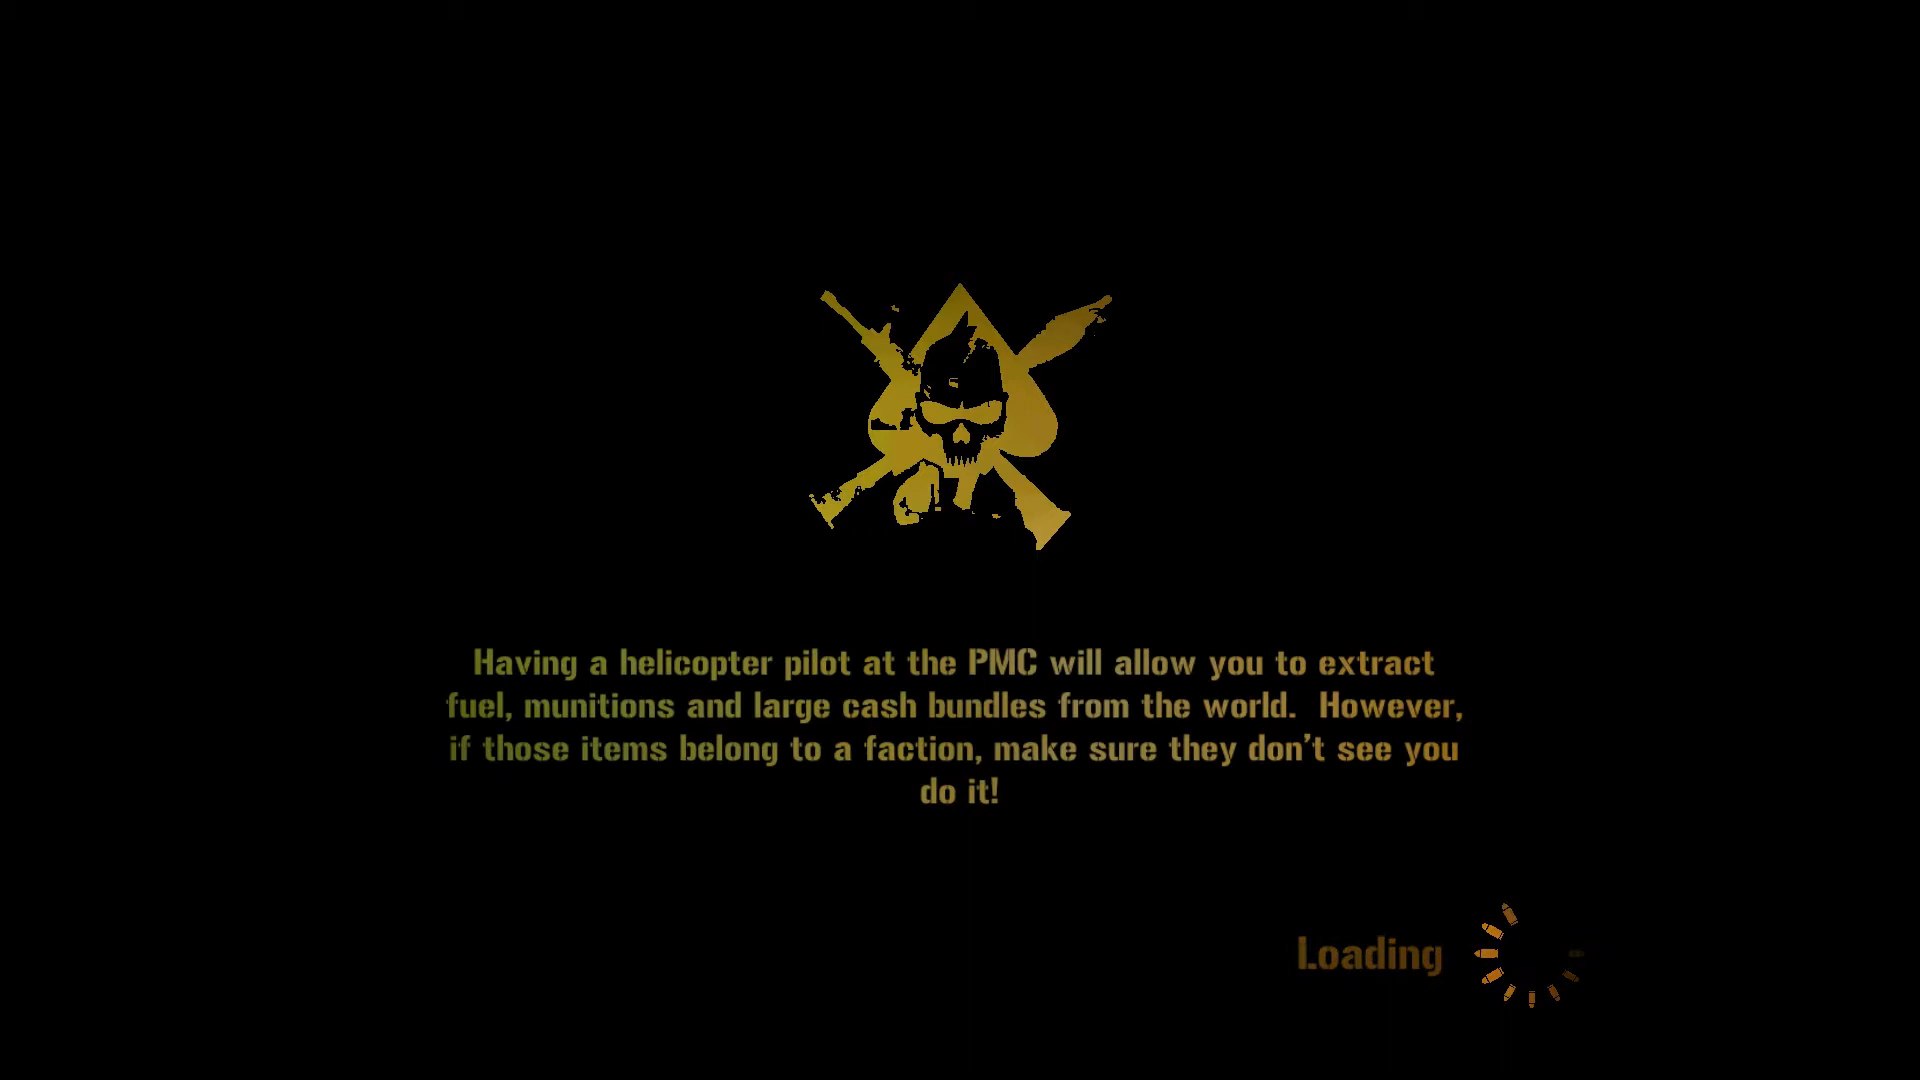 Having a helicopter pilot at the PMC will allow you to extract
fuel, munitions and large cash bundles from the world.  However,
if those items belong to a faction, make sure they don't see you
do it!
Loading